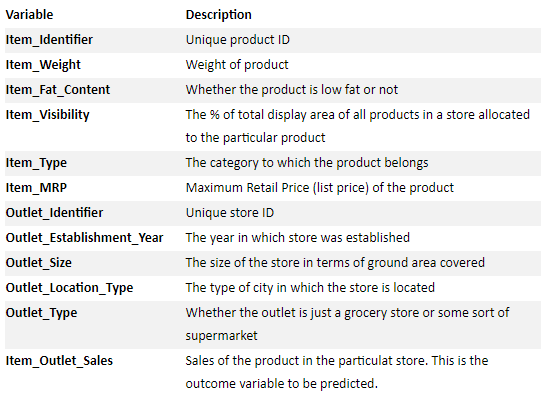 Variable Description
Item_Identifier Unique product ID
Item_Weight Weight of product
Item_Fat_Content Whether the product is low fat or not
Item_Visibility The % of total display area of all products in a store allocated
to the particular product
Item_Type The category to which the product belongs
Item_MRP Maximum Retail Price (list price) of the product
Outlet_Identifier Unique store ID
Outlet_Establishment_Year The year in which store was established
Outlet_Size The size of the store in terms of ground area covered
Outlet_Location_Type The type of city in which the store is located
Outlet_Type Whether the outlet is just a grocery store or some sort of
supermarket
Item_Outlet_Sales Sales of the product in the particulat store. This is the
outcome variable to be predicted.